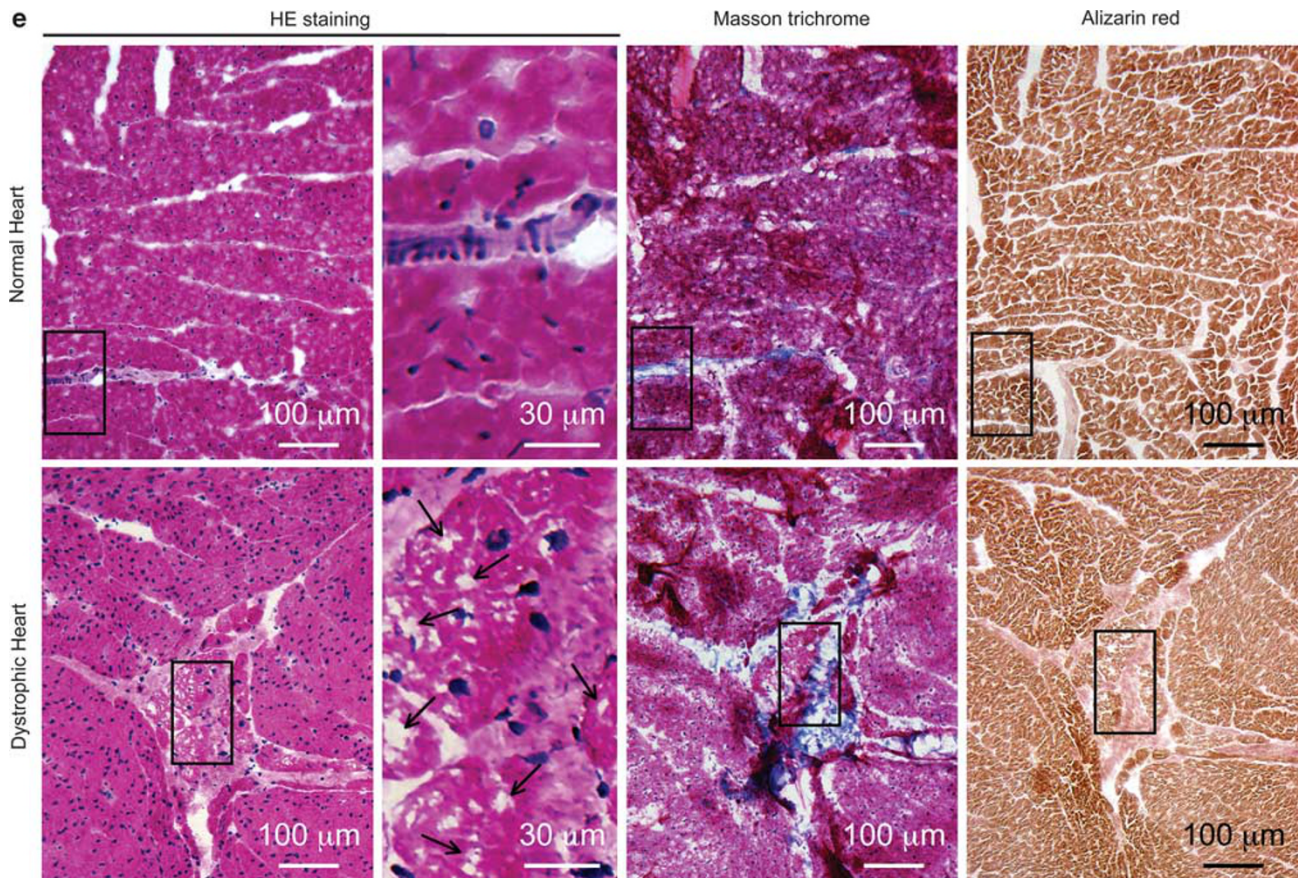 e
HE staining
Masson trichrome
Alizarin red
Normal Heart
100 µm
30 µm
100 µm
100 µm
Dystrophic Heart
100 µm
30 µm
100 µm
100 µm